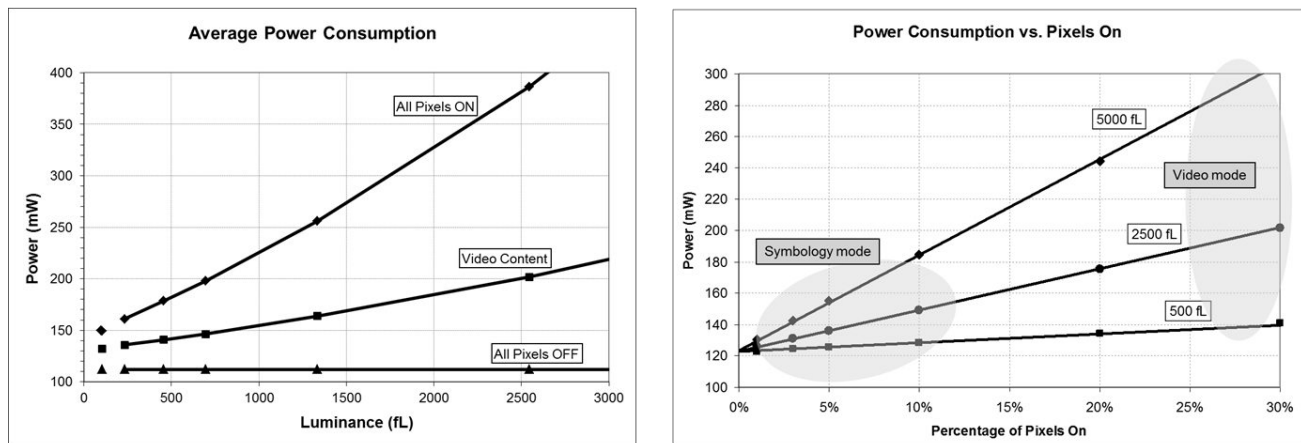 Average Power Consumption
400
350
300
250
200
150
100
Power (mW)
All Pixels ON
Video Content
All Pixels OFF
0
500
1000
1500
2000
2500
3000
Luminance (fL)
Power Consumption vs. Pixels On
300
280
260
240
220
200
180
160
140
120
100
Power (mW)
5000 fL
Video mode
2500 fL
Symbology mode
500 fL
0%
5%
10%
15%
20%
25%
30%
Percentage of Pixels On